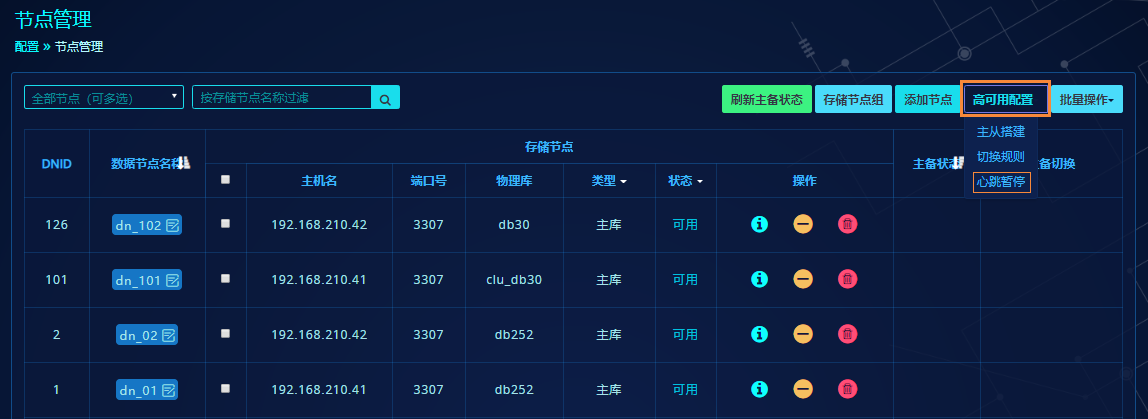 节点管理
配置 » 节点管理
全部节点（可多选） 按存储节点名称过滤 刷新主备状态 存储节点组 添加节点 高可用配置 批量操作
主从搭建
切换规则
心跳暂停
DNID 数据节点名称 存储节点 主备状态 备切换
主机名 端口号 物理库 类型 状态 操作
126 dn_102 192.168.210.42 3307 db30 主库 可用
101 dn_101 192.168.210.41 3307 clu_db30 主库 可用
2 dn_02 192.168.210.42 3307 db252 主库 可用
1 dn_01 192.168.210.41 3307 db252 主库 可用